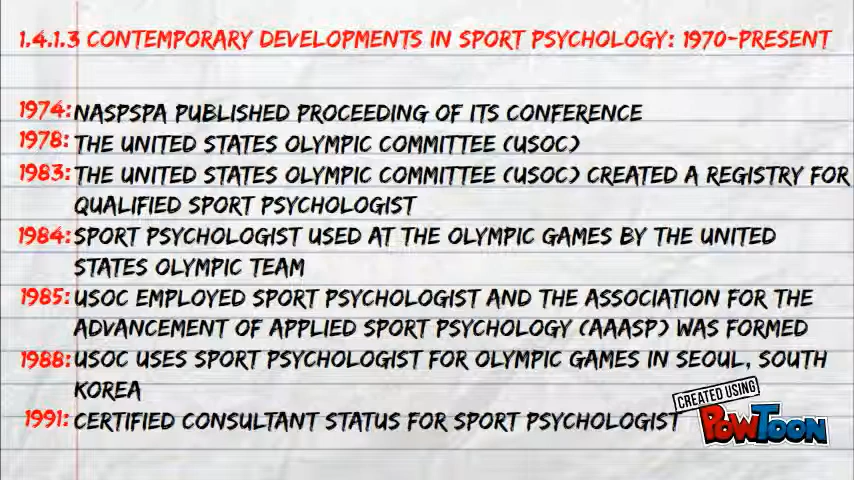 1.4.1.3 CONTEMPORARY DEVELOPMENTS IN SPORT PSYCHOLOGY: 1970-PRESENT
1974: NASPSPA PUBLISHED PROCEEDING OF ITS CONFERENCE
1978: THE UNITED STATES OLYMPIC COMMITTEE (USOC)
1983: THE UNITED STATES OLYMPIC COMMITTEE (USOC) CREATED A REGISTRY FOR
QUALIFIED SPORT PSYCHOLOGIST
1984: SPORT PSYCHOLOGIST USED AT THE OLYMPIC GAMES BY THE UNITED
STATES OLYMPIC TEAM
1985: USOC EMPLOYED SPORT PSYCHOLOGIST AND THE ASSOCIATION FOR THE
ADVANCEMENT OF APPLIED SPORT PSYCHOLOGY (AAASP) WAS FORMED
1988: USOC USES SPORT PSYCHOLOGIST FOR OLYMPIC GAMES IN SEOUL, SOUTH
KOREA
1991: CERTIFIED CONSULTANT STATUS FOR SPORT PSYCHOLOGIST
CREATED USING
POWTOON